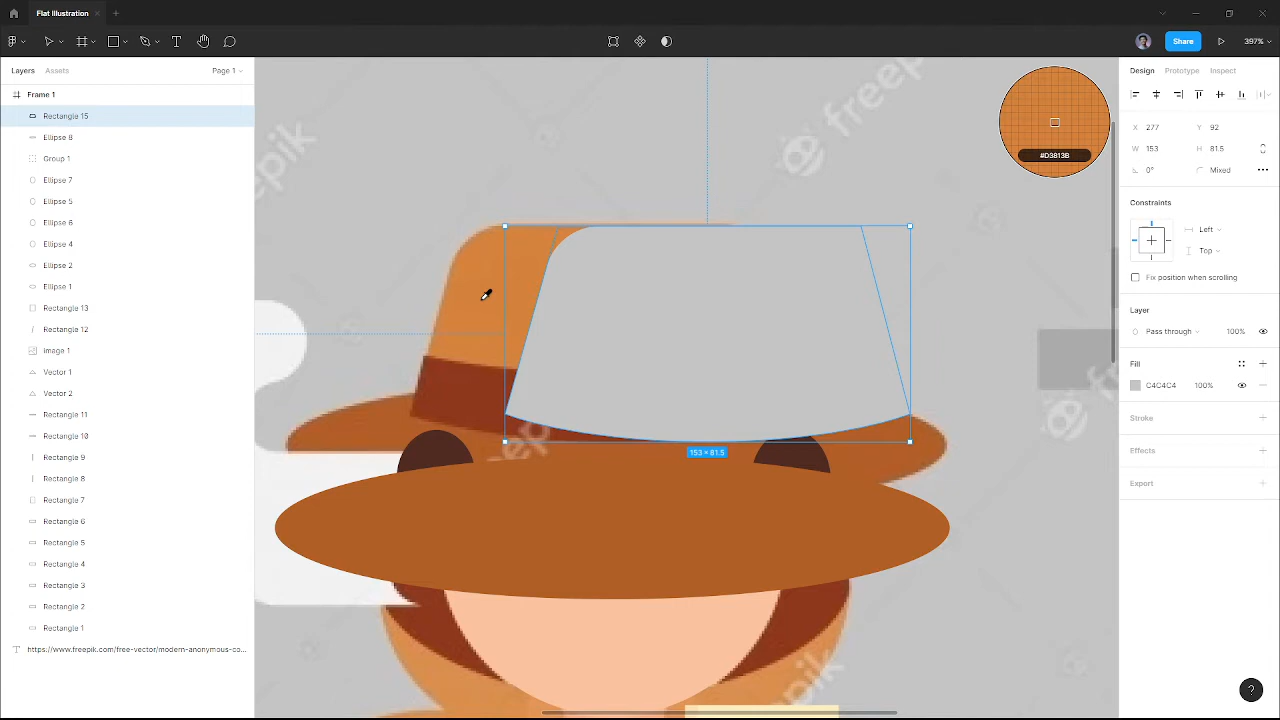 Flat Illustration
Share
397%
Layers
Assets
Page 1
Frame 1
Rectangle 15
Ellipse 8
Group 1
Ellipse 7
Ellipse 5
Ellipse 6
Ellipse 4
Ellipse 2
Ellipse 1
Rectangle 13
Rectangle 12
image 1
Vector 1
Vector 2
Rectangle 11
Rectangle 10
Rectangle 9
Rectangle 8
Rectangle 7
Rectangle 6
Rectangle 5
Rectangle 4
Rectangle 3
Rectangle 2
Rectangle 1
https://www.freepik.com/free-vector/modern-anonymous-co...
freepik
freepik
freepik
153 × 81.5
#D3813B
Design
Prototype
Inspect
X 277
Y 92
W 153
H 81.5
0°
Mixed
Constraints
Left
Top
Fix position when scrolling
Layer
Pass through
100%
Fill
C4C4C4
100%
Stroke
Effects
Export
?